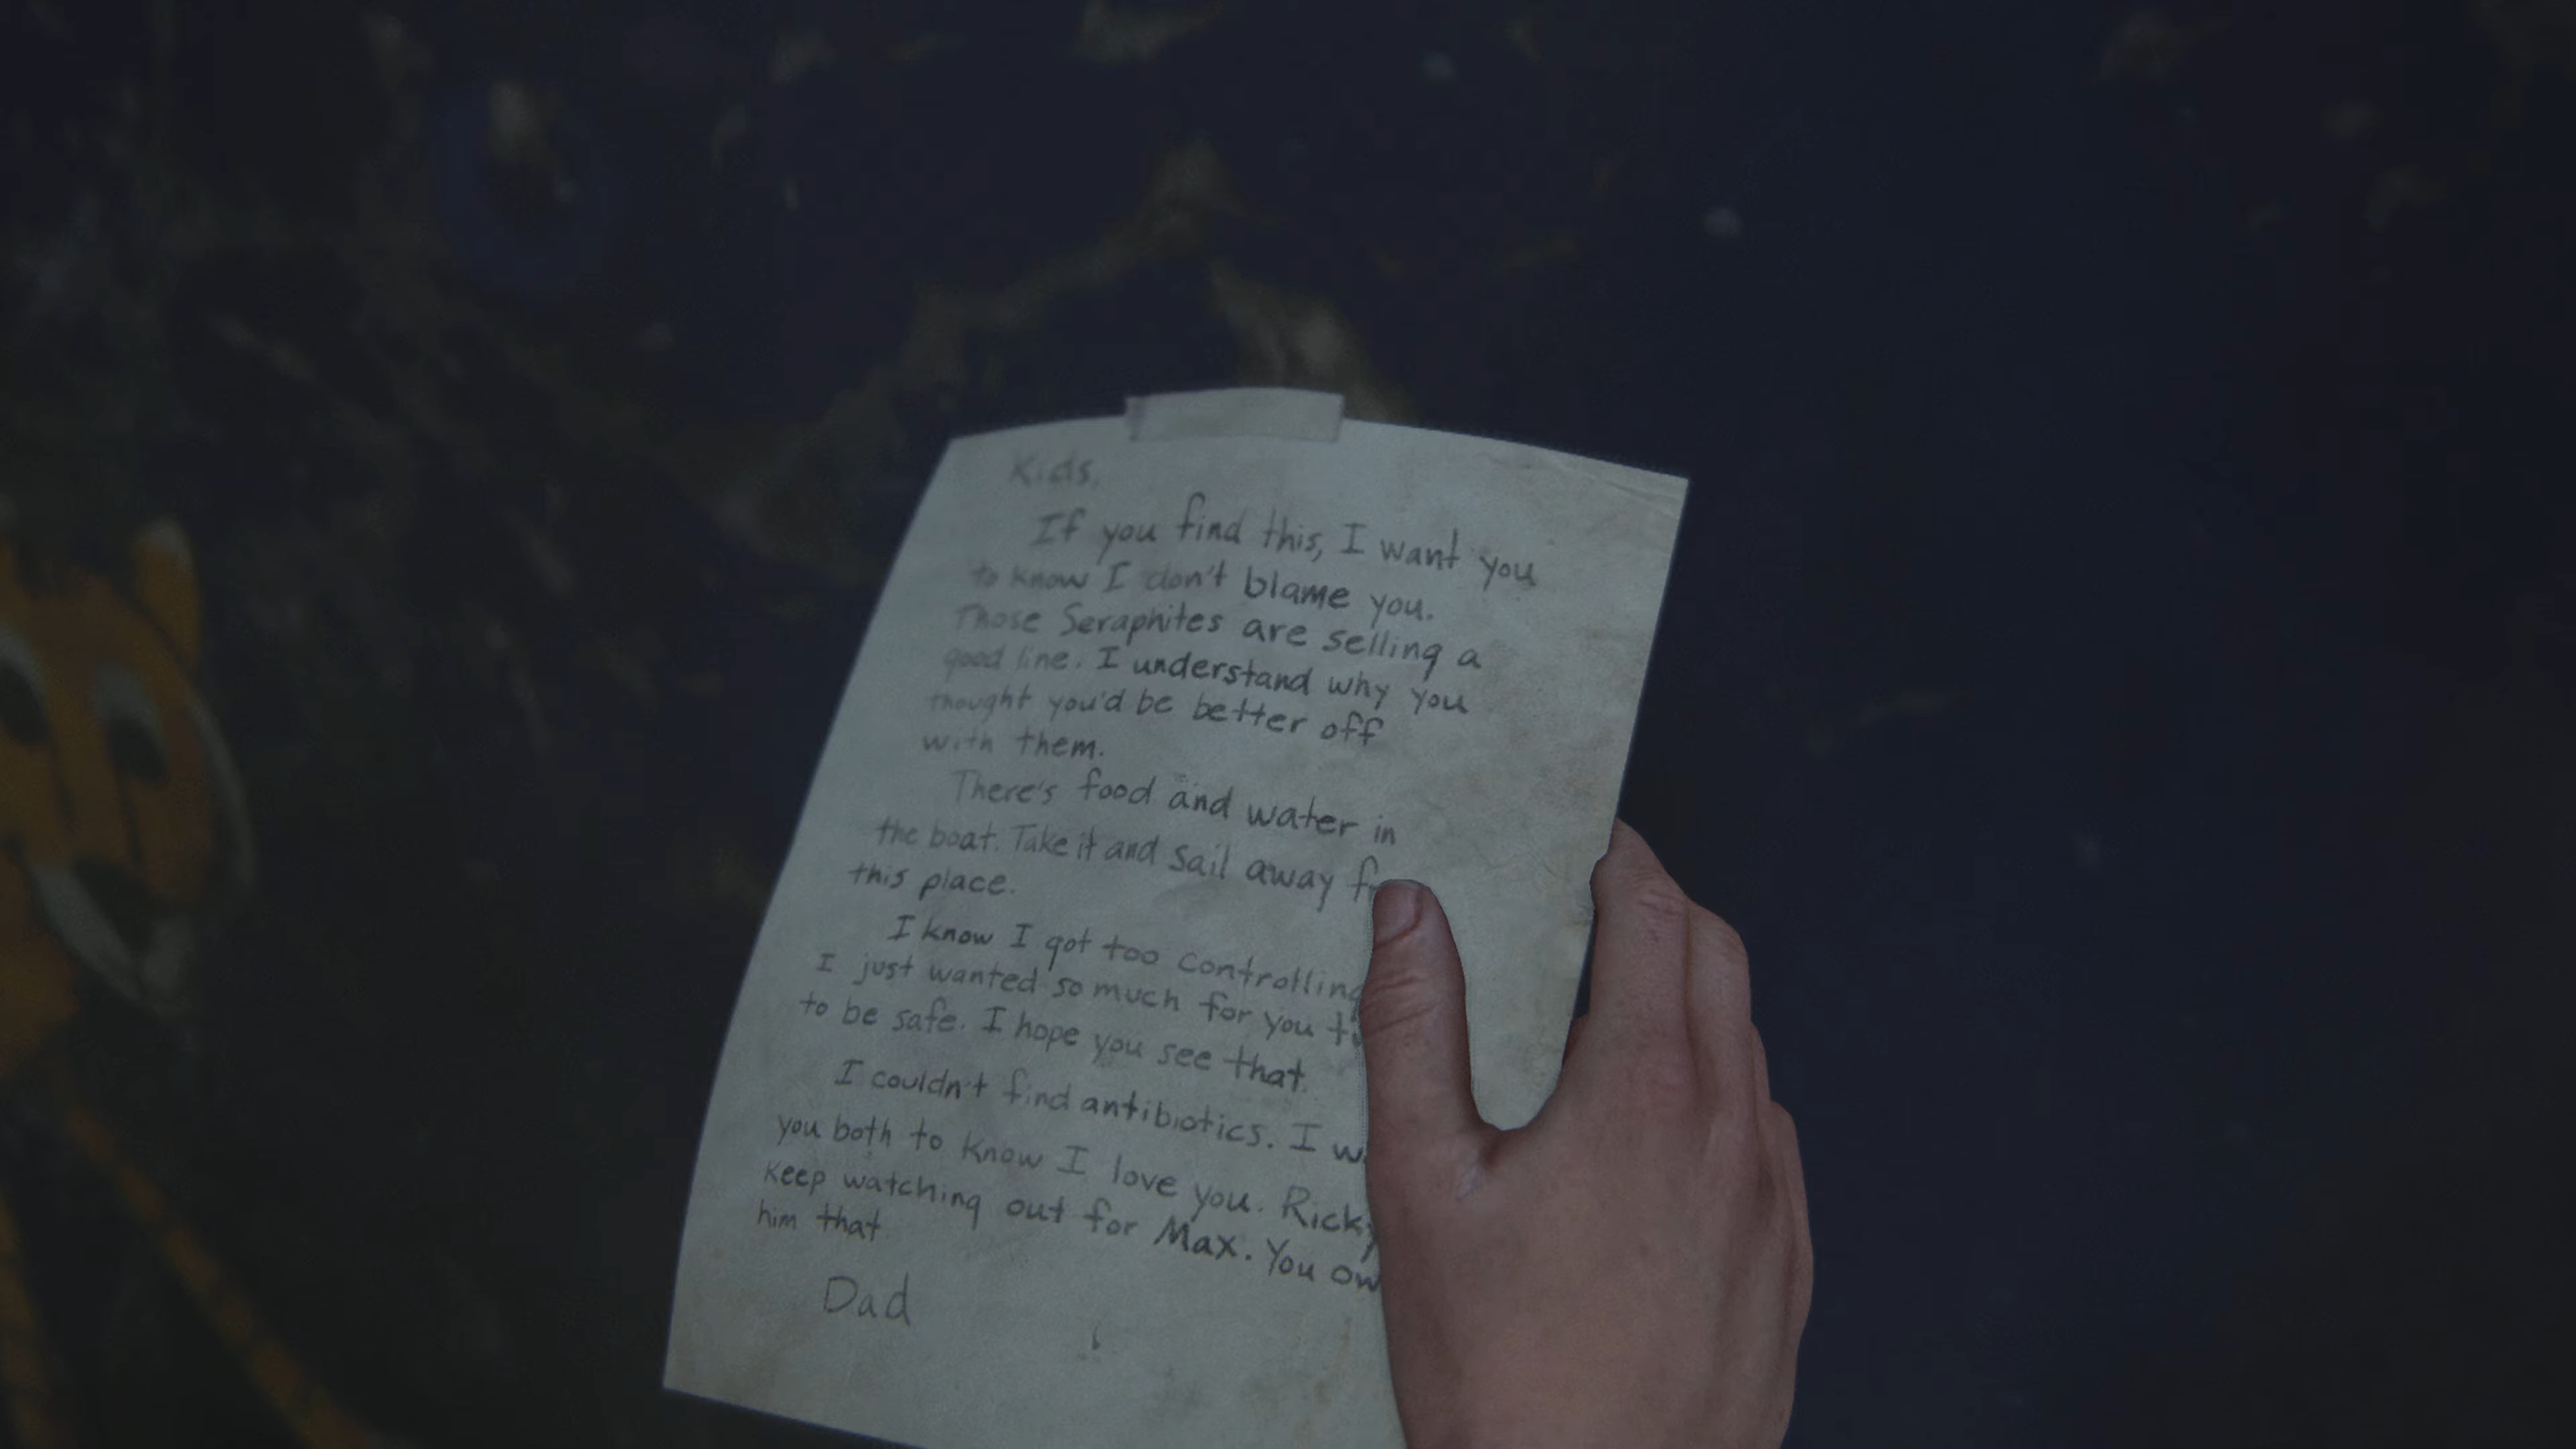 Kids,
If you find this, I want you
to know I don't blame you.
Those Seraphites are selling a
good line. I understand why you
thought you'd be better off
with them.
There's food and water in
the boat. Take it and sail away
this place.
I know I got too controlling
I just wanted so much for you
to be safe. I hope you see that.
I couldn't find antibiotics. I
you both to know I love you. Ricky
keep watching out for Max. You
him that
Dad